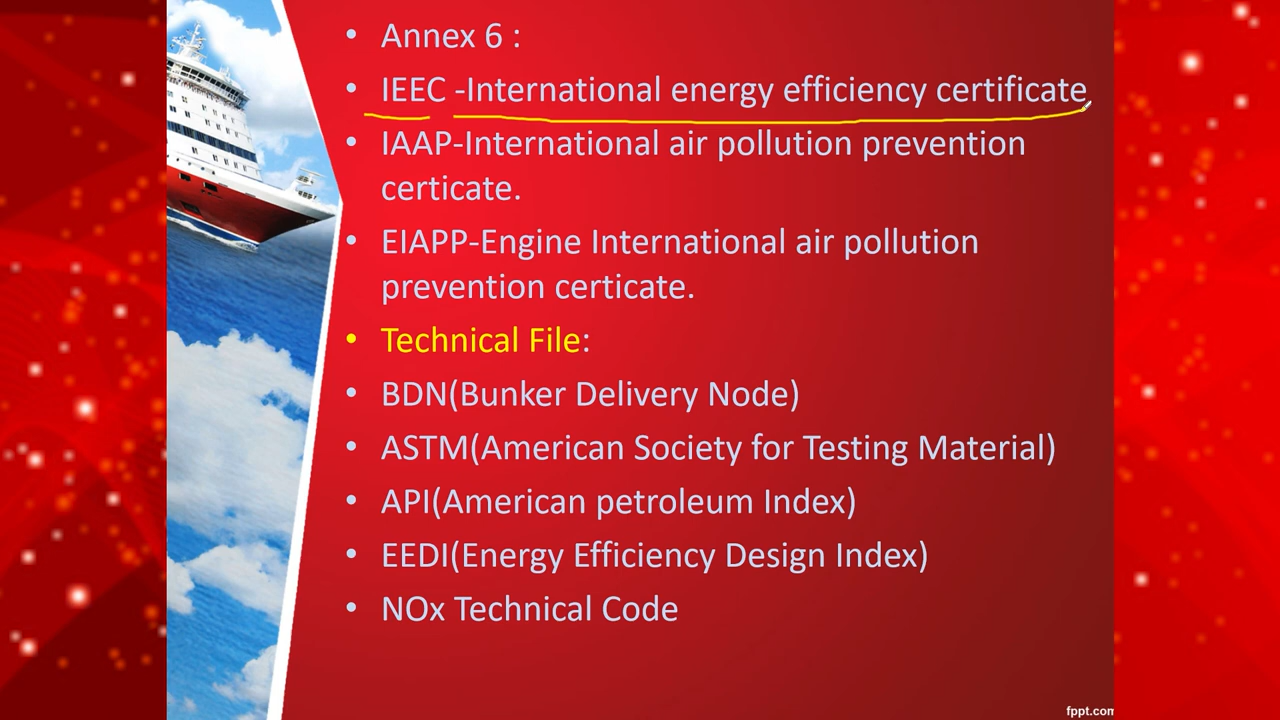 • Annex 6 :
• IEEC -International energy efficiency certificate
• IAAP-International air pollution prevention
certicate.
• EIAPP-Engine International air pollution
prevention certicate.
• Technical File:
• BDN(Bunker Delivery Node)
• ASTM(American Society for Testing Material)
• API(American petroleum Index)
• EEDI(Energy Efficiency Design Index)
• NOx Technical Code
fppt.com